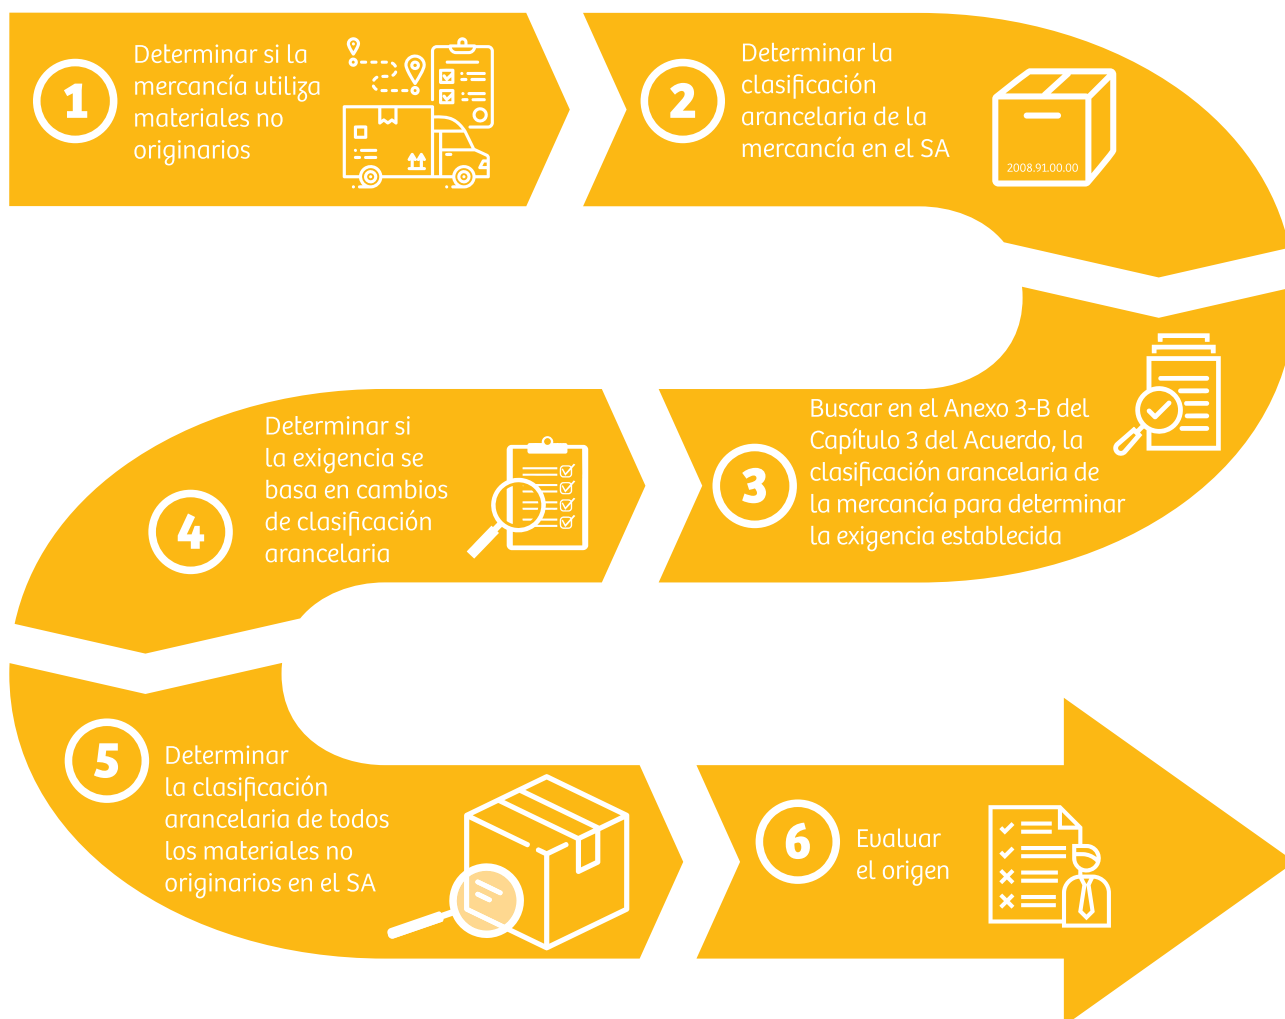 1
Determinar si la
mercancía utiliza
materiales no
originarios
2
Determinar la
clasificación
arancelaria de la
mercancía en el SA
2008.91.00.00
3
Buscar en el Anexo 3-B del
Capítulo 3 del Acuerdo, la
clasificación arancelaria de
la mercancía para determinar
la exigencia establecida
4
Determinar si
la exigencia se
basa en cambios
de clasificación
arancelaria
5
Determinar
la clasificación
arancelaria de todos
los materiales no
originarios en el SA
6
Evaluar
el origen